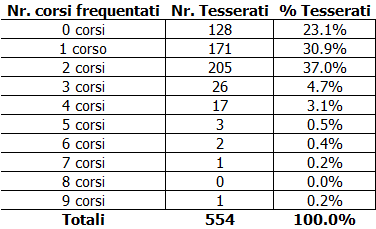 Nr. corsi frequentati Nr. Tesserati % Tesserati
0 corsi 128 23.1%
1 corso 171 30.9%
2 corsi 205 37.0%
3 corsi 26 4.7%
4 corsi 17 3.1%
5 corsi 3 0.5%
6 corsi 2 0.4%
7 corsi 1 0.2%
8 corsi 0 0.0%
9 corsi 1 0.2%
Totali 554 100.0%